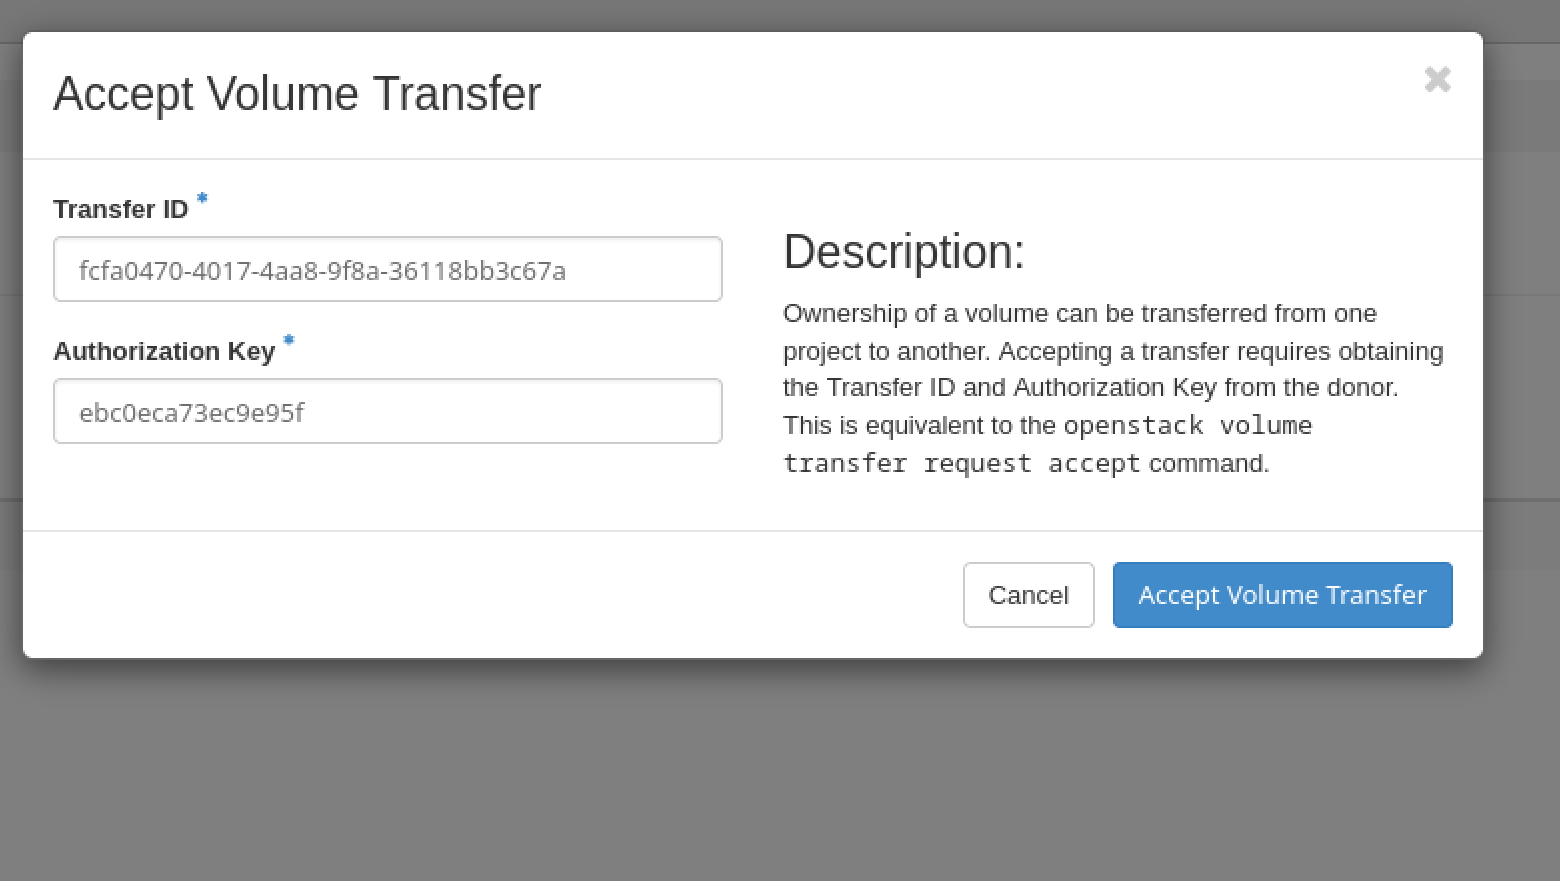 Accept Volume Transfer
Transfer ID *
fcfa0470-4017-4aa8-9f8a-36118bb3c67a
Authorization Key *
ebc0eca73ec9e95f
Description:
Ownership of a volume can be transferred from one
project to another. Accepting a transfer requires obtaining
the Transfer ID and Authorization Key from the donor.
This is equivalent to the openstack volume
transfer request accept command.
Cancel
Accept Volume Transfer